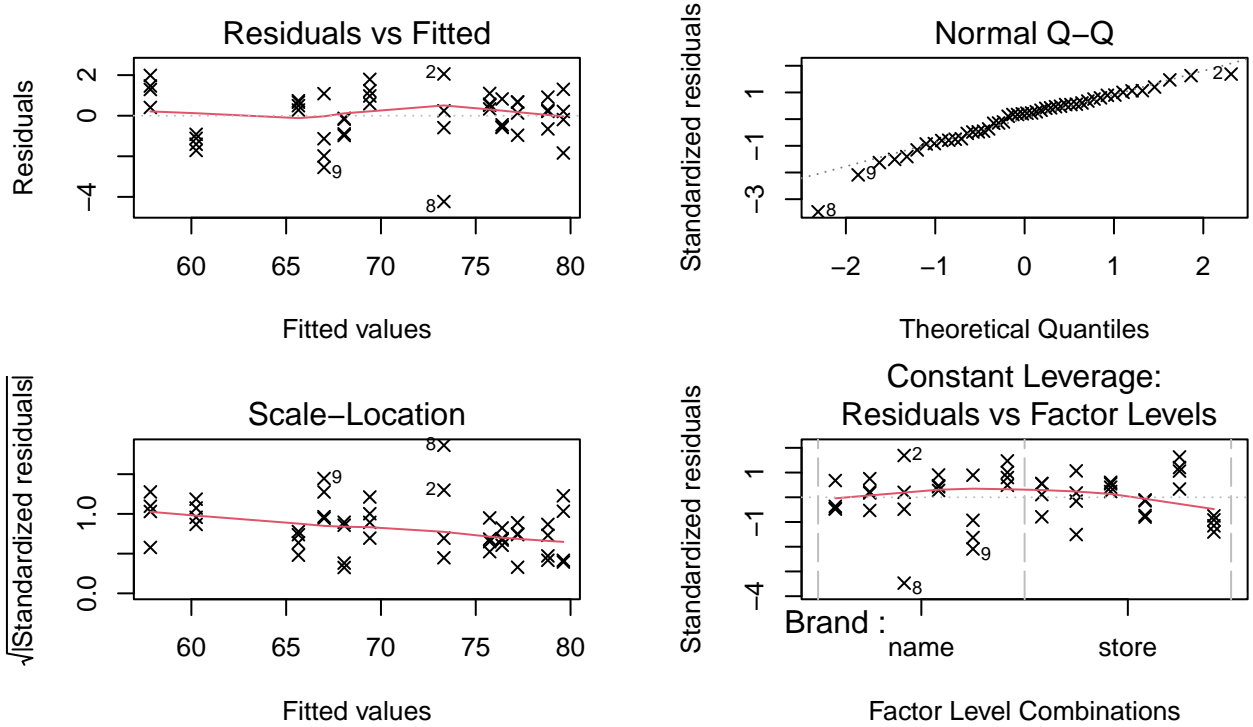 Residuals vs Fitted
Residuals
2
0
−4
2
9
8
60
65
70
75
80
Fitted values
Normal Q−Q
Standardized residuals
1
−1
−3
8
9
2
−2
−1
0
1
2
Theoretical Quantiles
Scale−Location
√|Standardized residuals|
1.0
0.0
9
8
2
60
65
70
75
80
Fitted values
Constant Leverage:
Residuals vs Factor Levels
Standardized residuals
1
−1
−4
2
9
8
Brand :
name
store
Factor Level Combinations